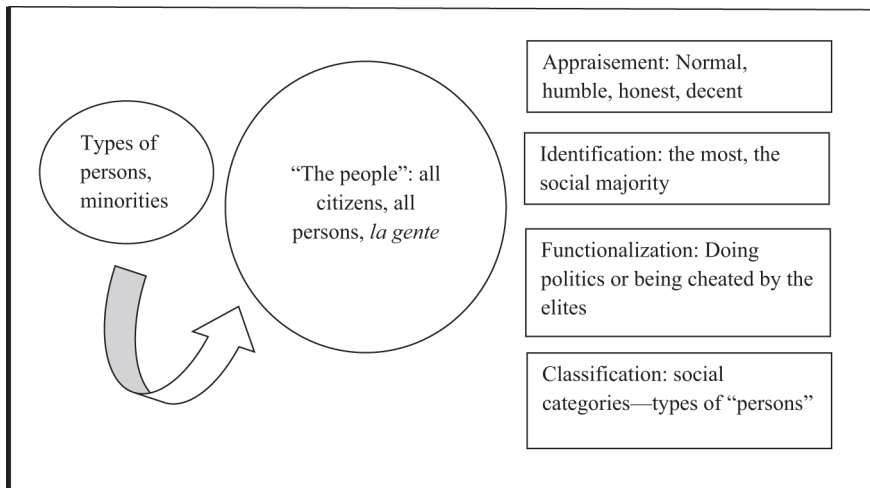 Types of
persons,
minorities
“The people”: all
citizens, all
persons, la gente
Appraisement: Normal,
humble, honest, decent
Identification: the most, the
social majority
Functionalization: Doing
politics or being cheated by the
elites
Classification: social
categories—types of “persons”